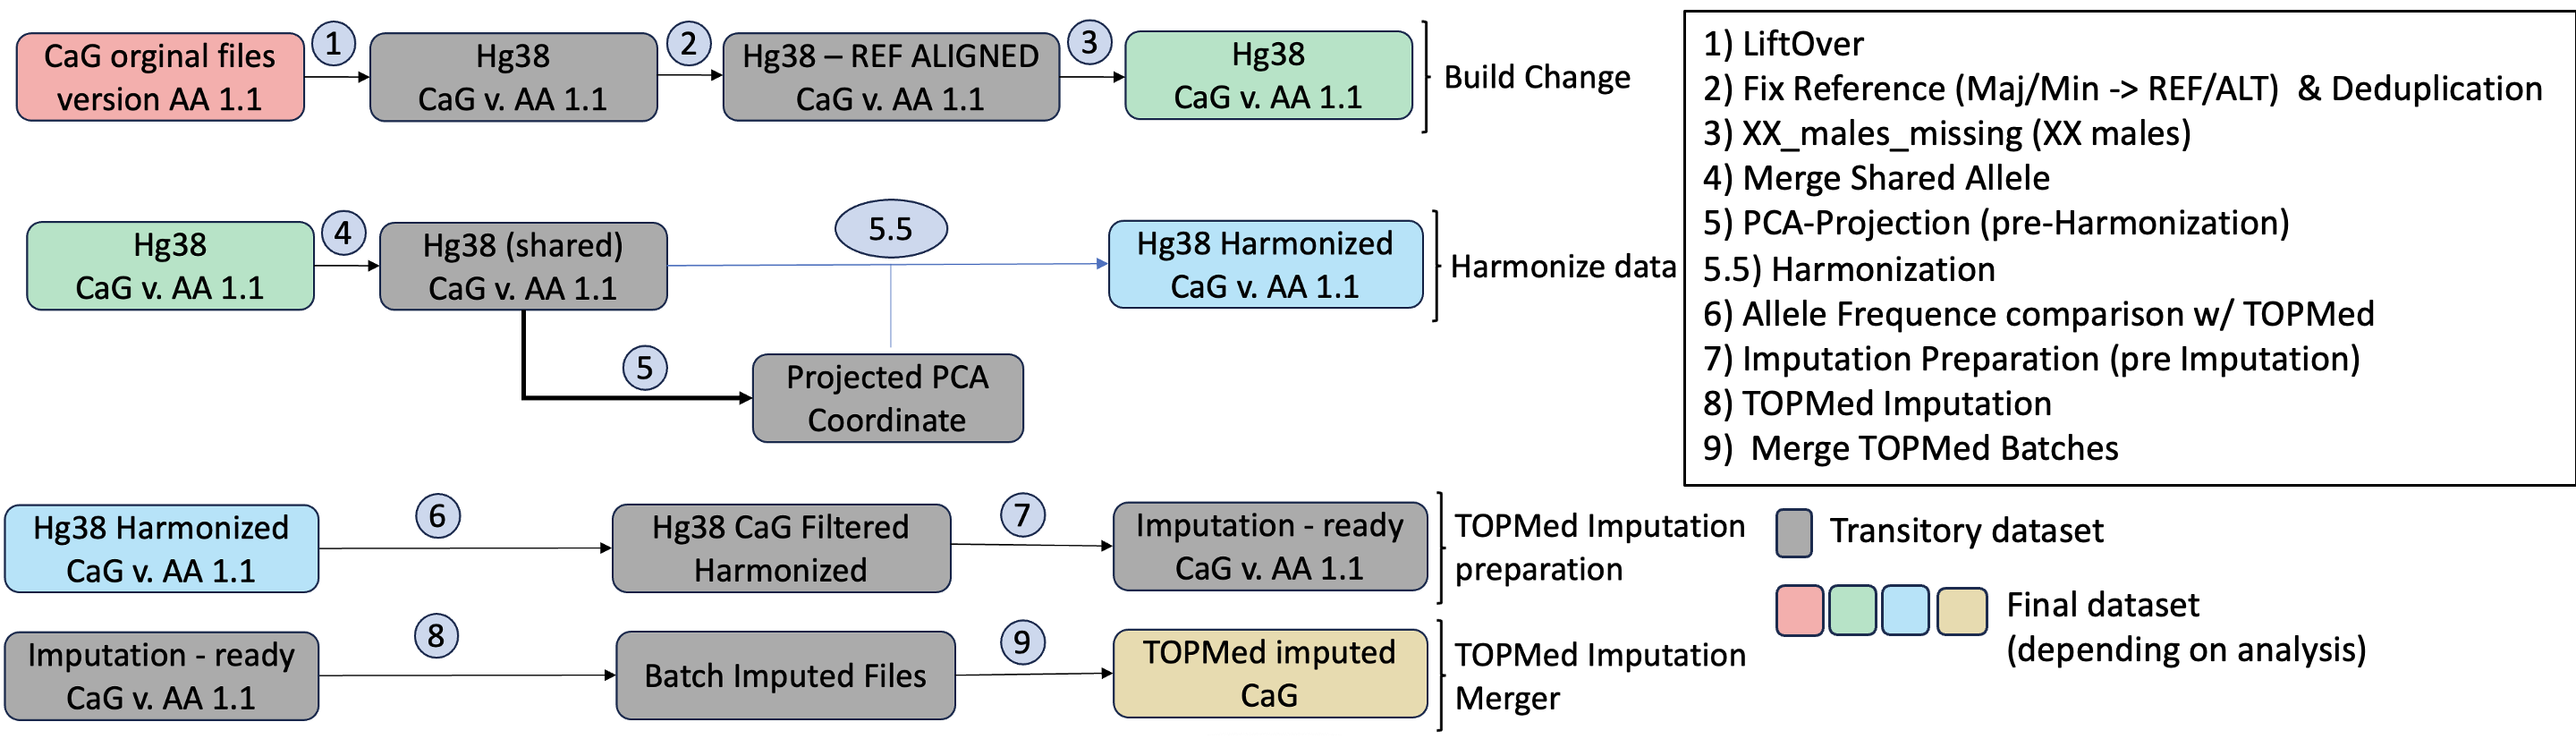 CaG orginal files
version AA 1.1
1
Hg38
CaG v. AA 1.1
2
Hg38 – REF ALIGNED
CaG v. AA 1.1
3
Hg38
CaG v. AA 1.1
Build Change
Hg38
CaG v. AA 1.1
4
Hg38 (shared)
CaG v. AA 1.1
5.5
Hg38 Harmonized
CaG v. AA 1.1
Harmonize data
5
Projected PCA
Coordinate
Hg38 Harmonized
CaG v. AA 1.1
6
Hg38 CaG Filtered
Harmonized
7
Imputation - ready
CaG v. AA 1.1
TOPMed Imputation
preparation
Imputation - ready
CaG v. AA 1.1
8
Batch Imputed Files
9
TOPMed imputed
CaG
TOPMed Imputation
Merger
1) LiftOver
2) Fix Reference (Maj/Min -> REF/ALT) & Deduplication
3) XX_males_missing (XX males)
4) Merge Shared Allele
5) PCA-Projection (pre-Harmonization)
5.5) Harmonization
6) Allele Frequence comparison w/ TOPMed
7) Imputation Preparation (pre Imputation)
8) TOPMed Imputation
9) Merge TOPMed Batches
Transitory dataset
Final dataset
(depending on analysis)